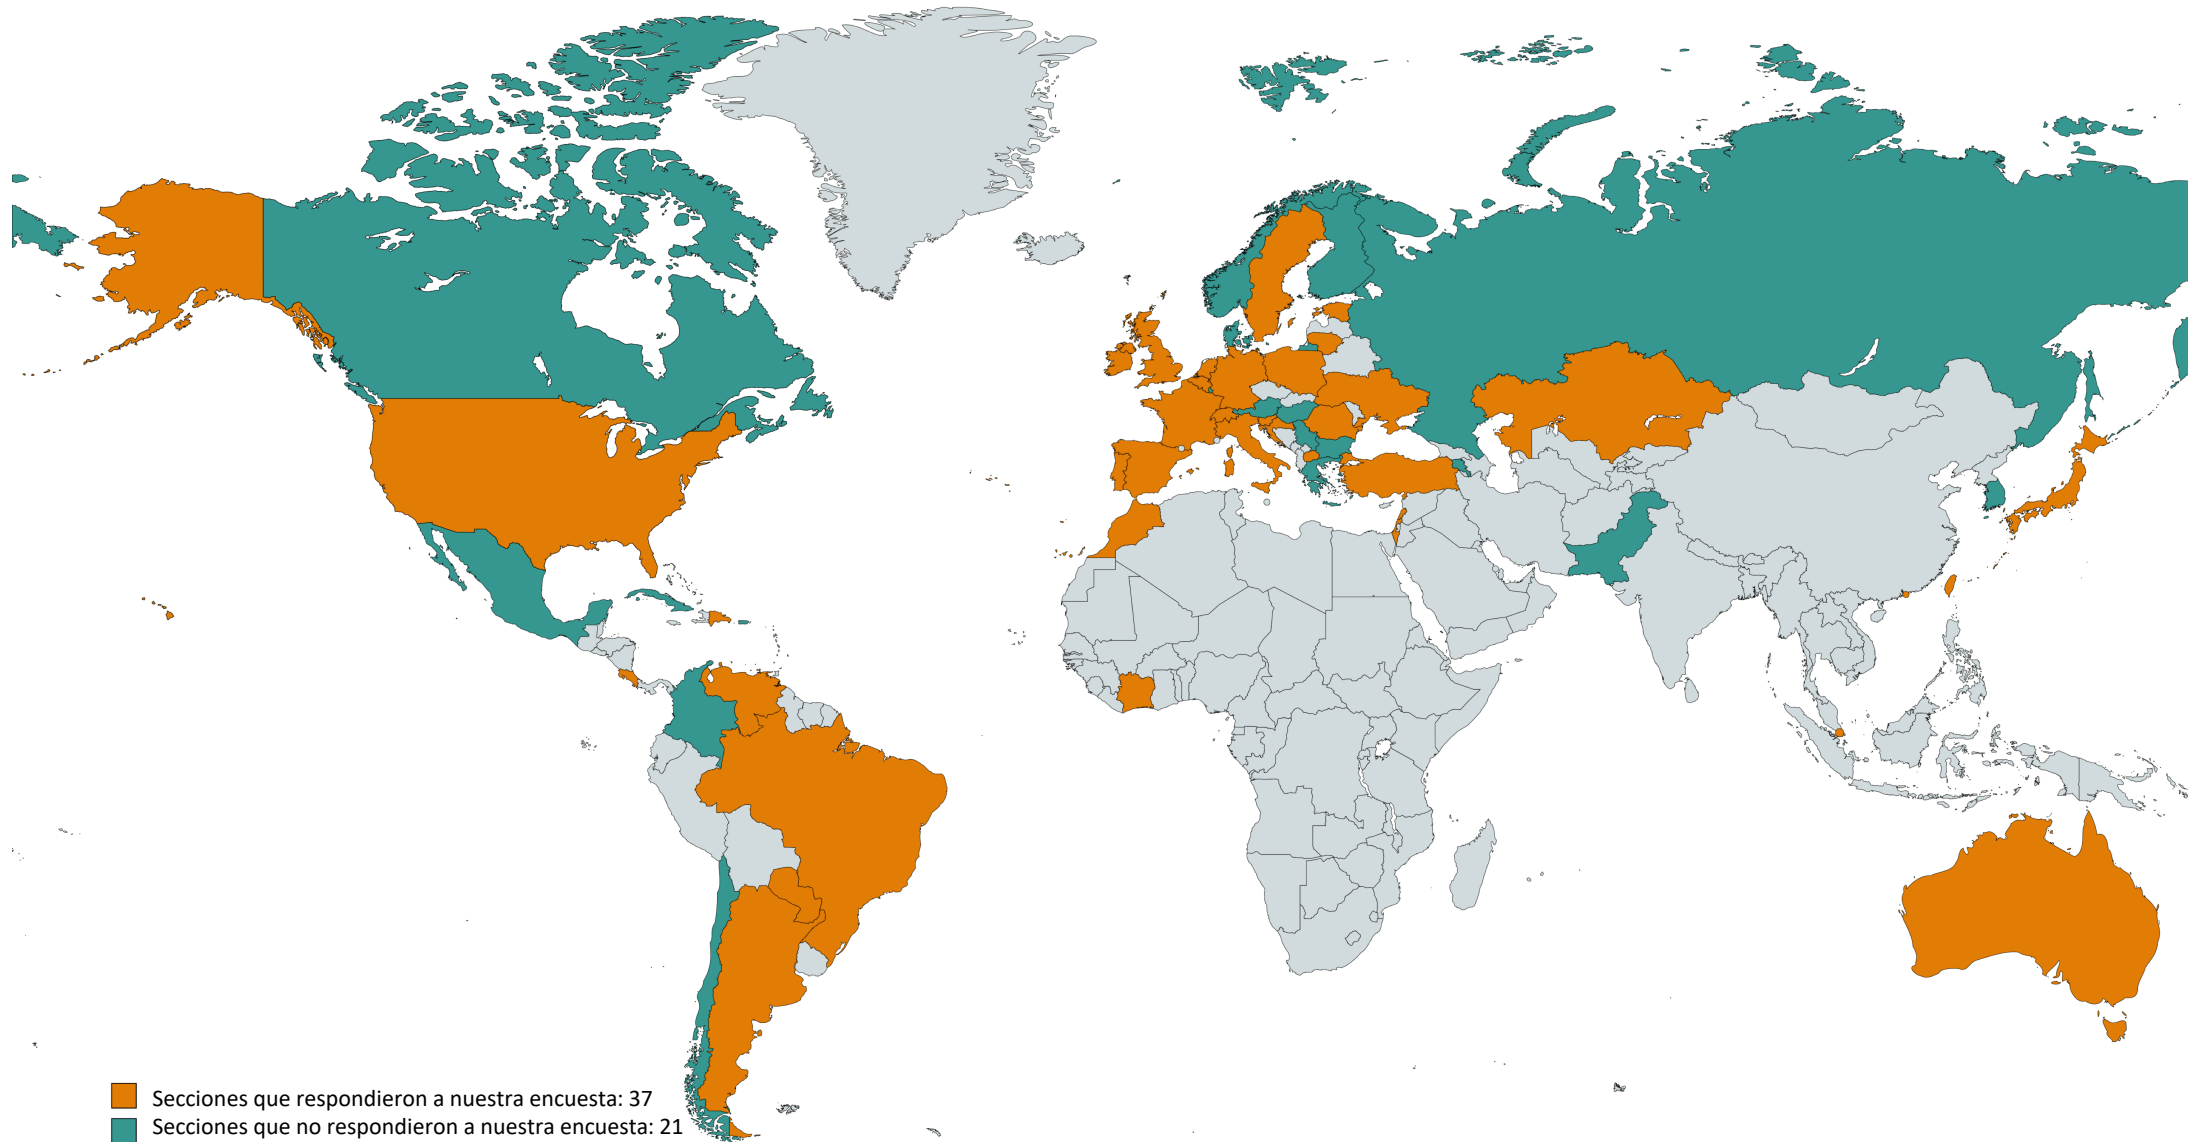 Secciones que respondieron a nuestra encuesta: 37
Secciones que no respondieron a nuestra encuesta: 21